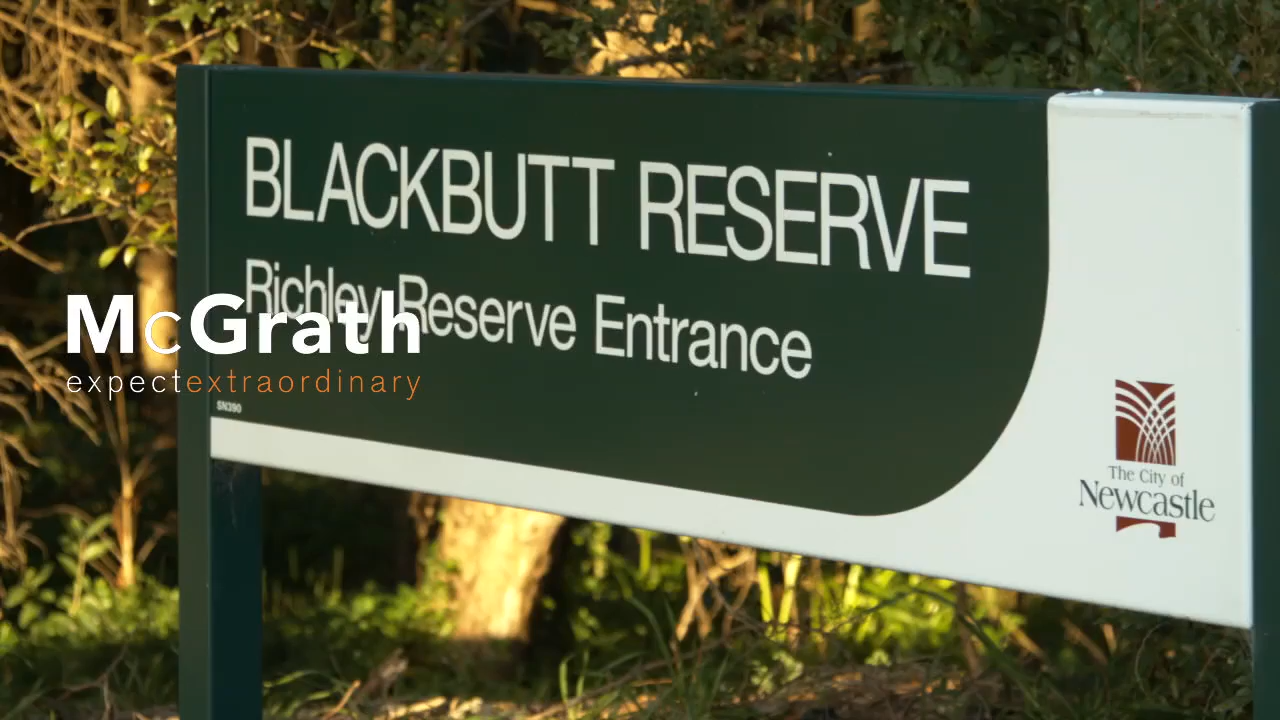 BLACKBUTT RESERVE
Richley Reserve Entrance
McGrath
expectextraordinary
SN390
The City of
Newcastle